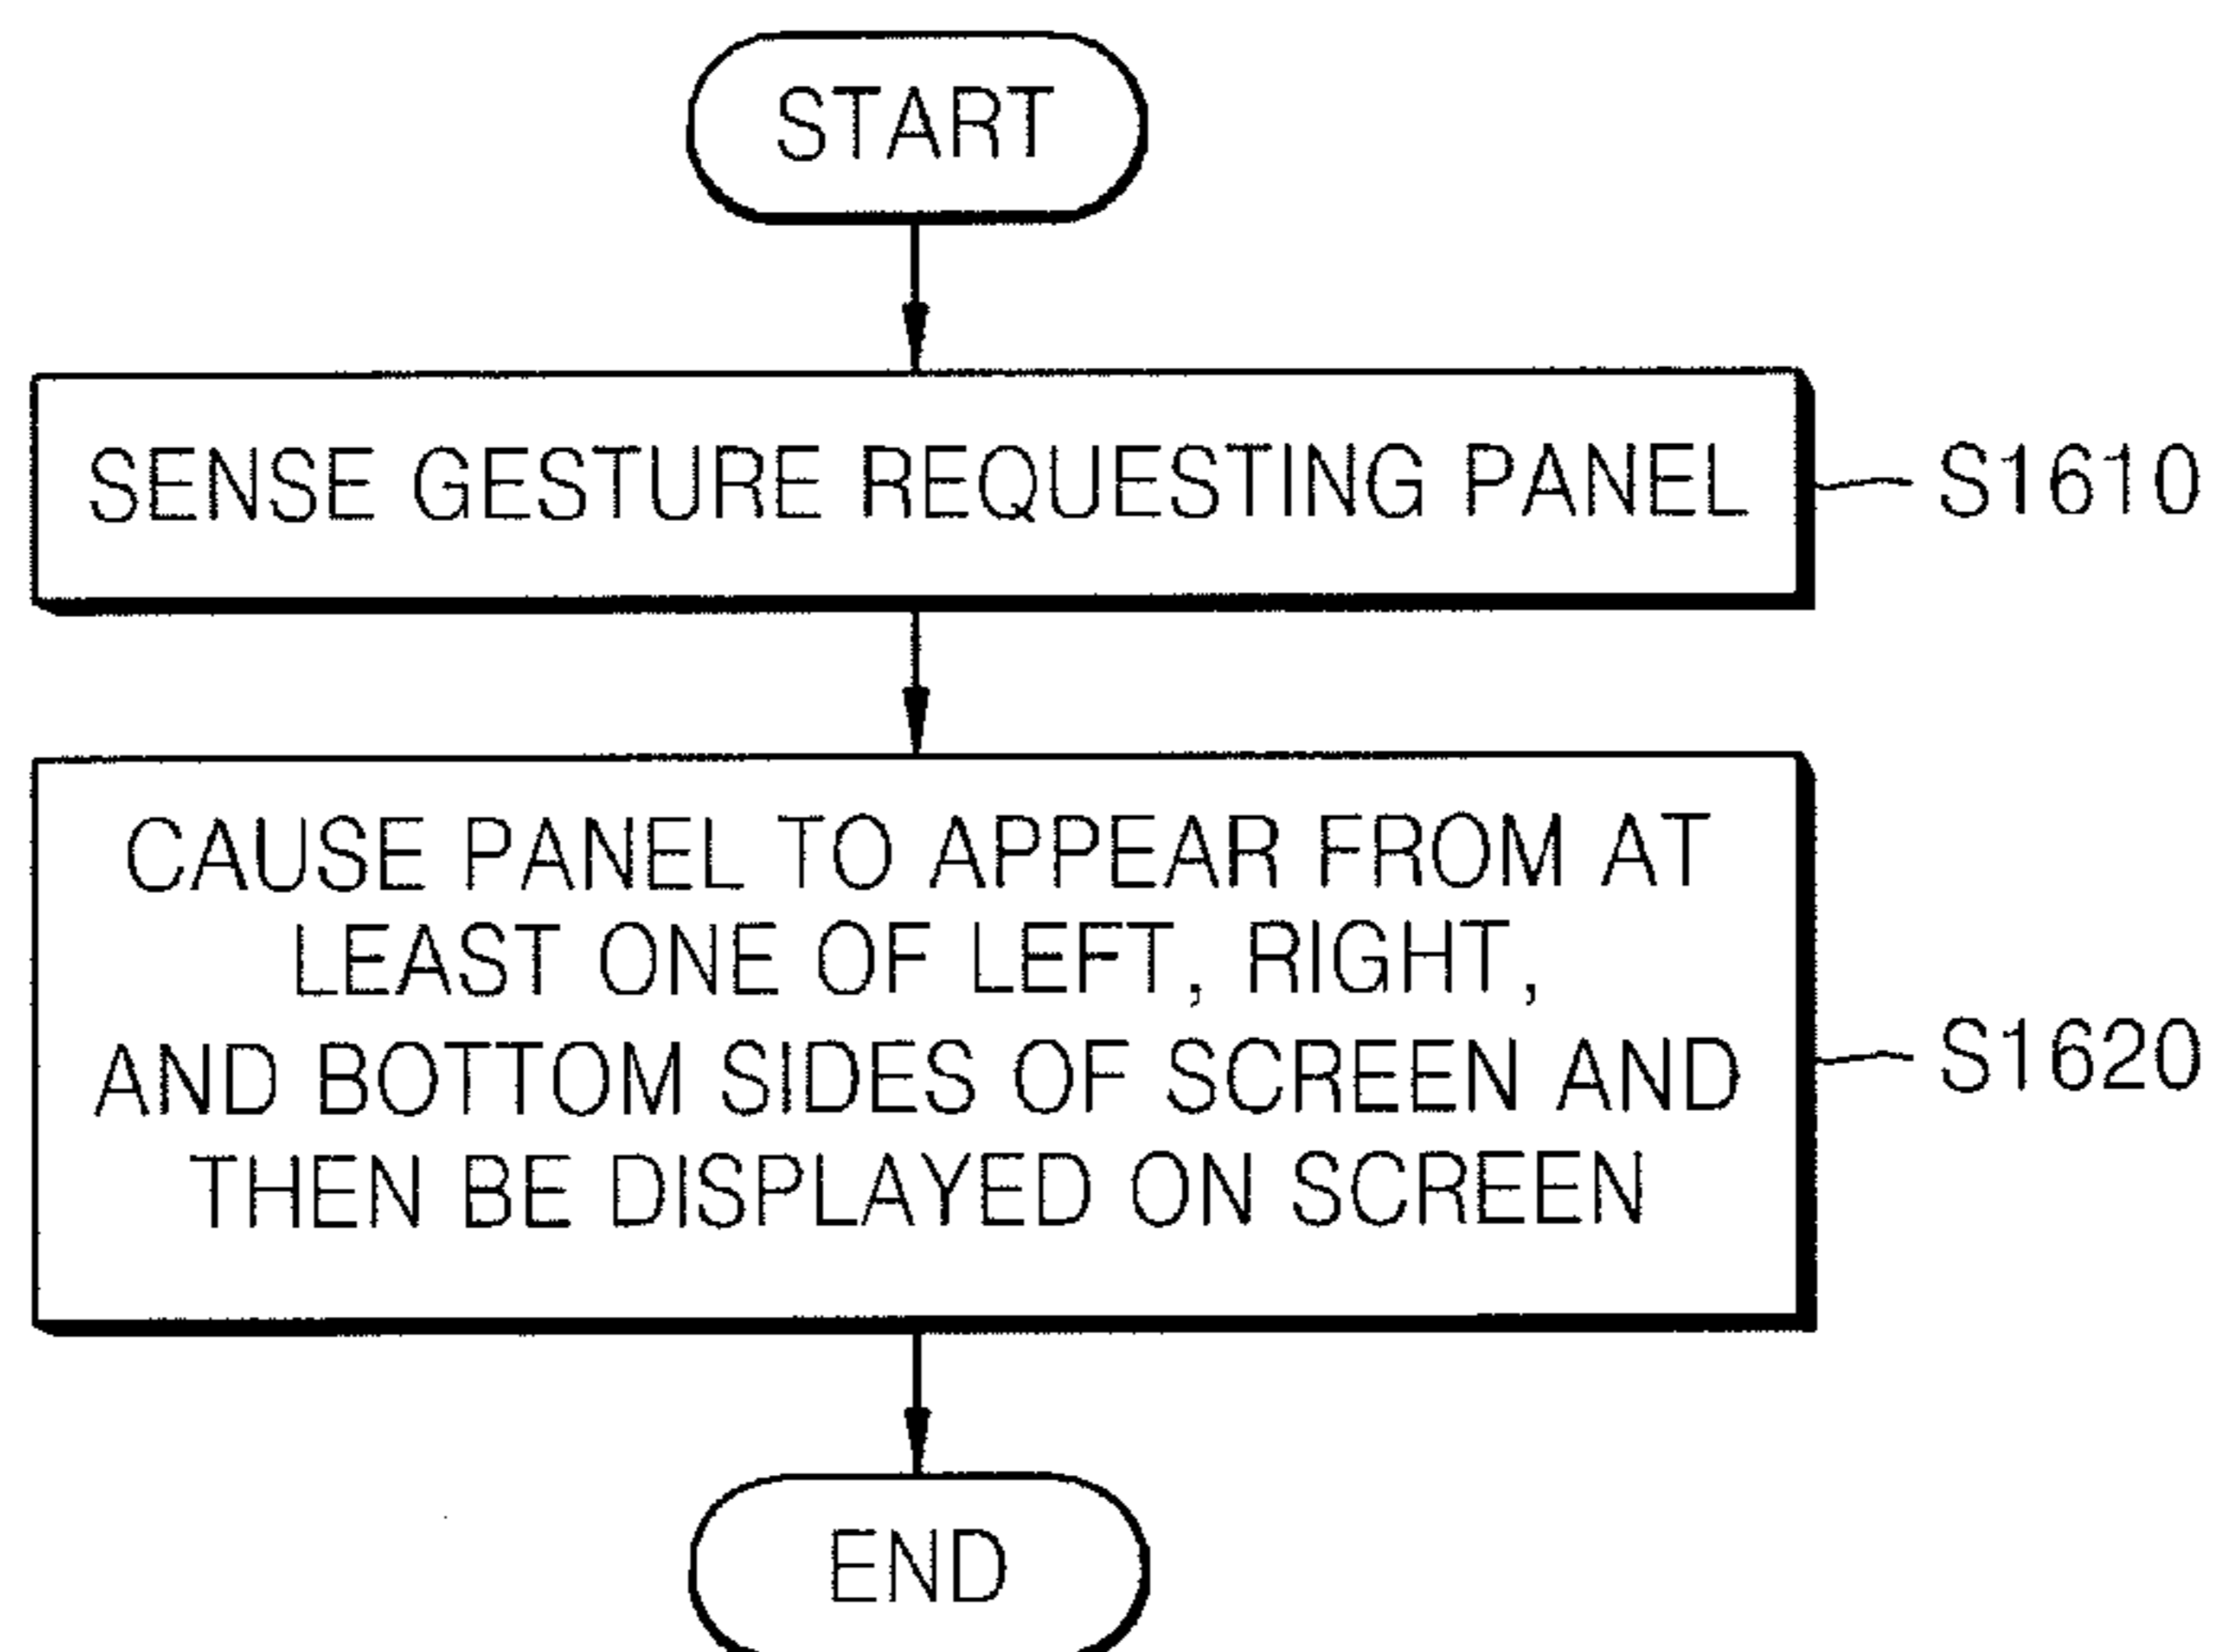 START
SENSE GESTURE REQUESTING PANEL
S1610
CAUSE PANEL TO APPEAR FROM AT
LEAST ONE OF LEFT, RIGHT,
AND BOTTOM SIDES OF SCREEN AND
THEN BE DISPLAYED ON SCREEN
S1620
END